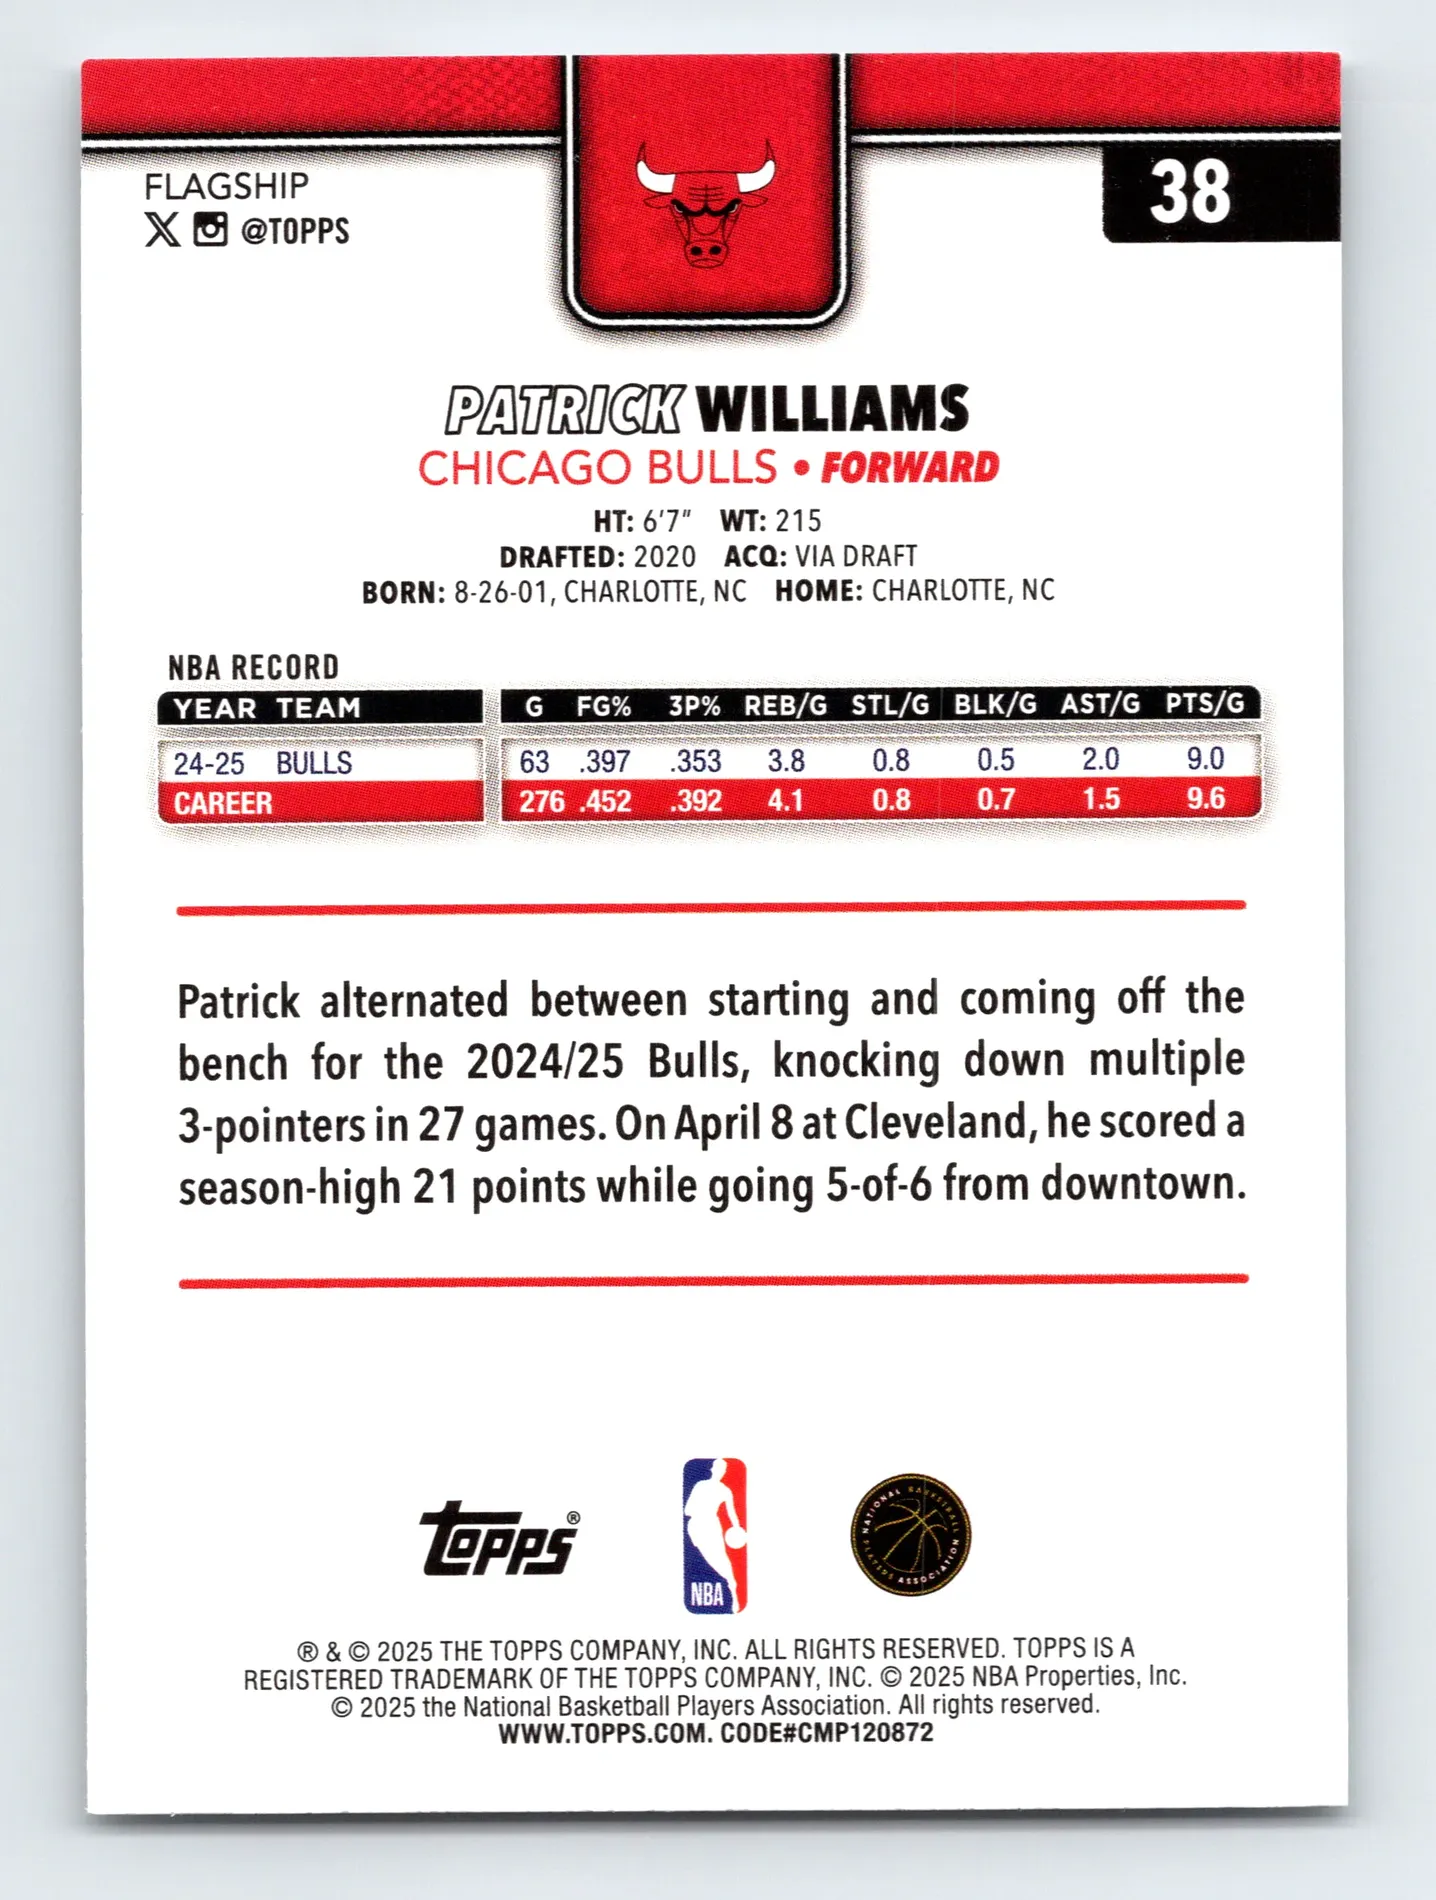 FLAGSHIP
38
@TOPPS
PATRICK WILLIAMS
CHICAGO BULLS • FORWARD
HT: 6'7" WT: 215
DRAFTED: 2020 ACQ: VIA DRAFT
BORN: 8-26-01, CHARLOTTE, NC HOME: CHARLOTTE, NC
NBA RECORD
YEAR TEAM G FG% 3P% REB/G STL/G BLK/G AST/G PTS/G
24-25 BULLS 63 .397 .353 3.8 0.8 0.5 2.0 9.0
CAREER 276 .452 .392 4.1 0.8 0.7 1.5 9.6
Patrick alternated between starting and coming off the
bench for the 2024/25 Bulls, knocking down multiple
3-pointers in 27 games. On April 8 at Cleveland, he scored a
season-high 21 points while going 5-of-6 from downtown.
topps®
NBA
NATIONAL BASKETBALL PLAYERS ASSOCIATION
® & © 2025 THE TOPPS COMPANY, INC. ALL RIGHTS RESERVED. TOPPS IS A
REGISTERED TRADEMARK OF THE TOPPS COMPANY, INC. © 2025 NBA Properties, Inc.
© 2025 the National Basketball Players Association. All rights reserved.
WWW.TOPPS.COM. CODE#CMP120872